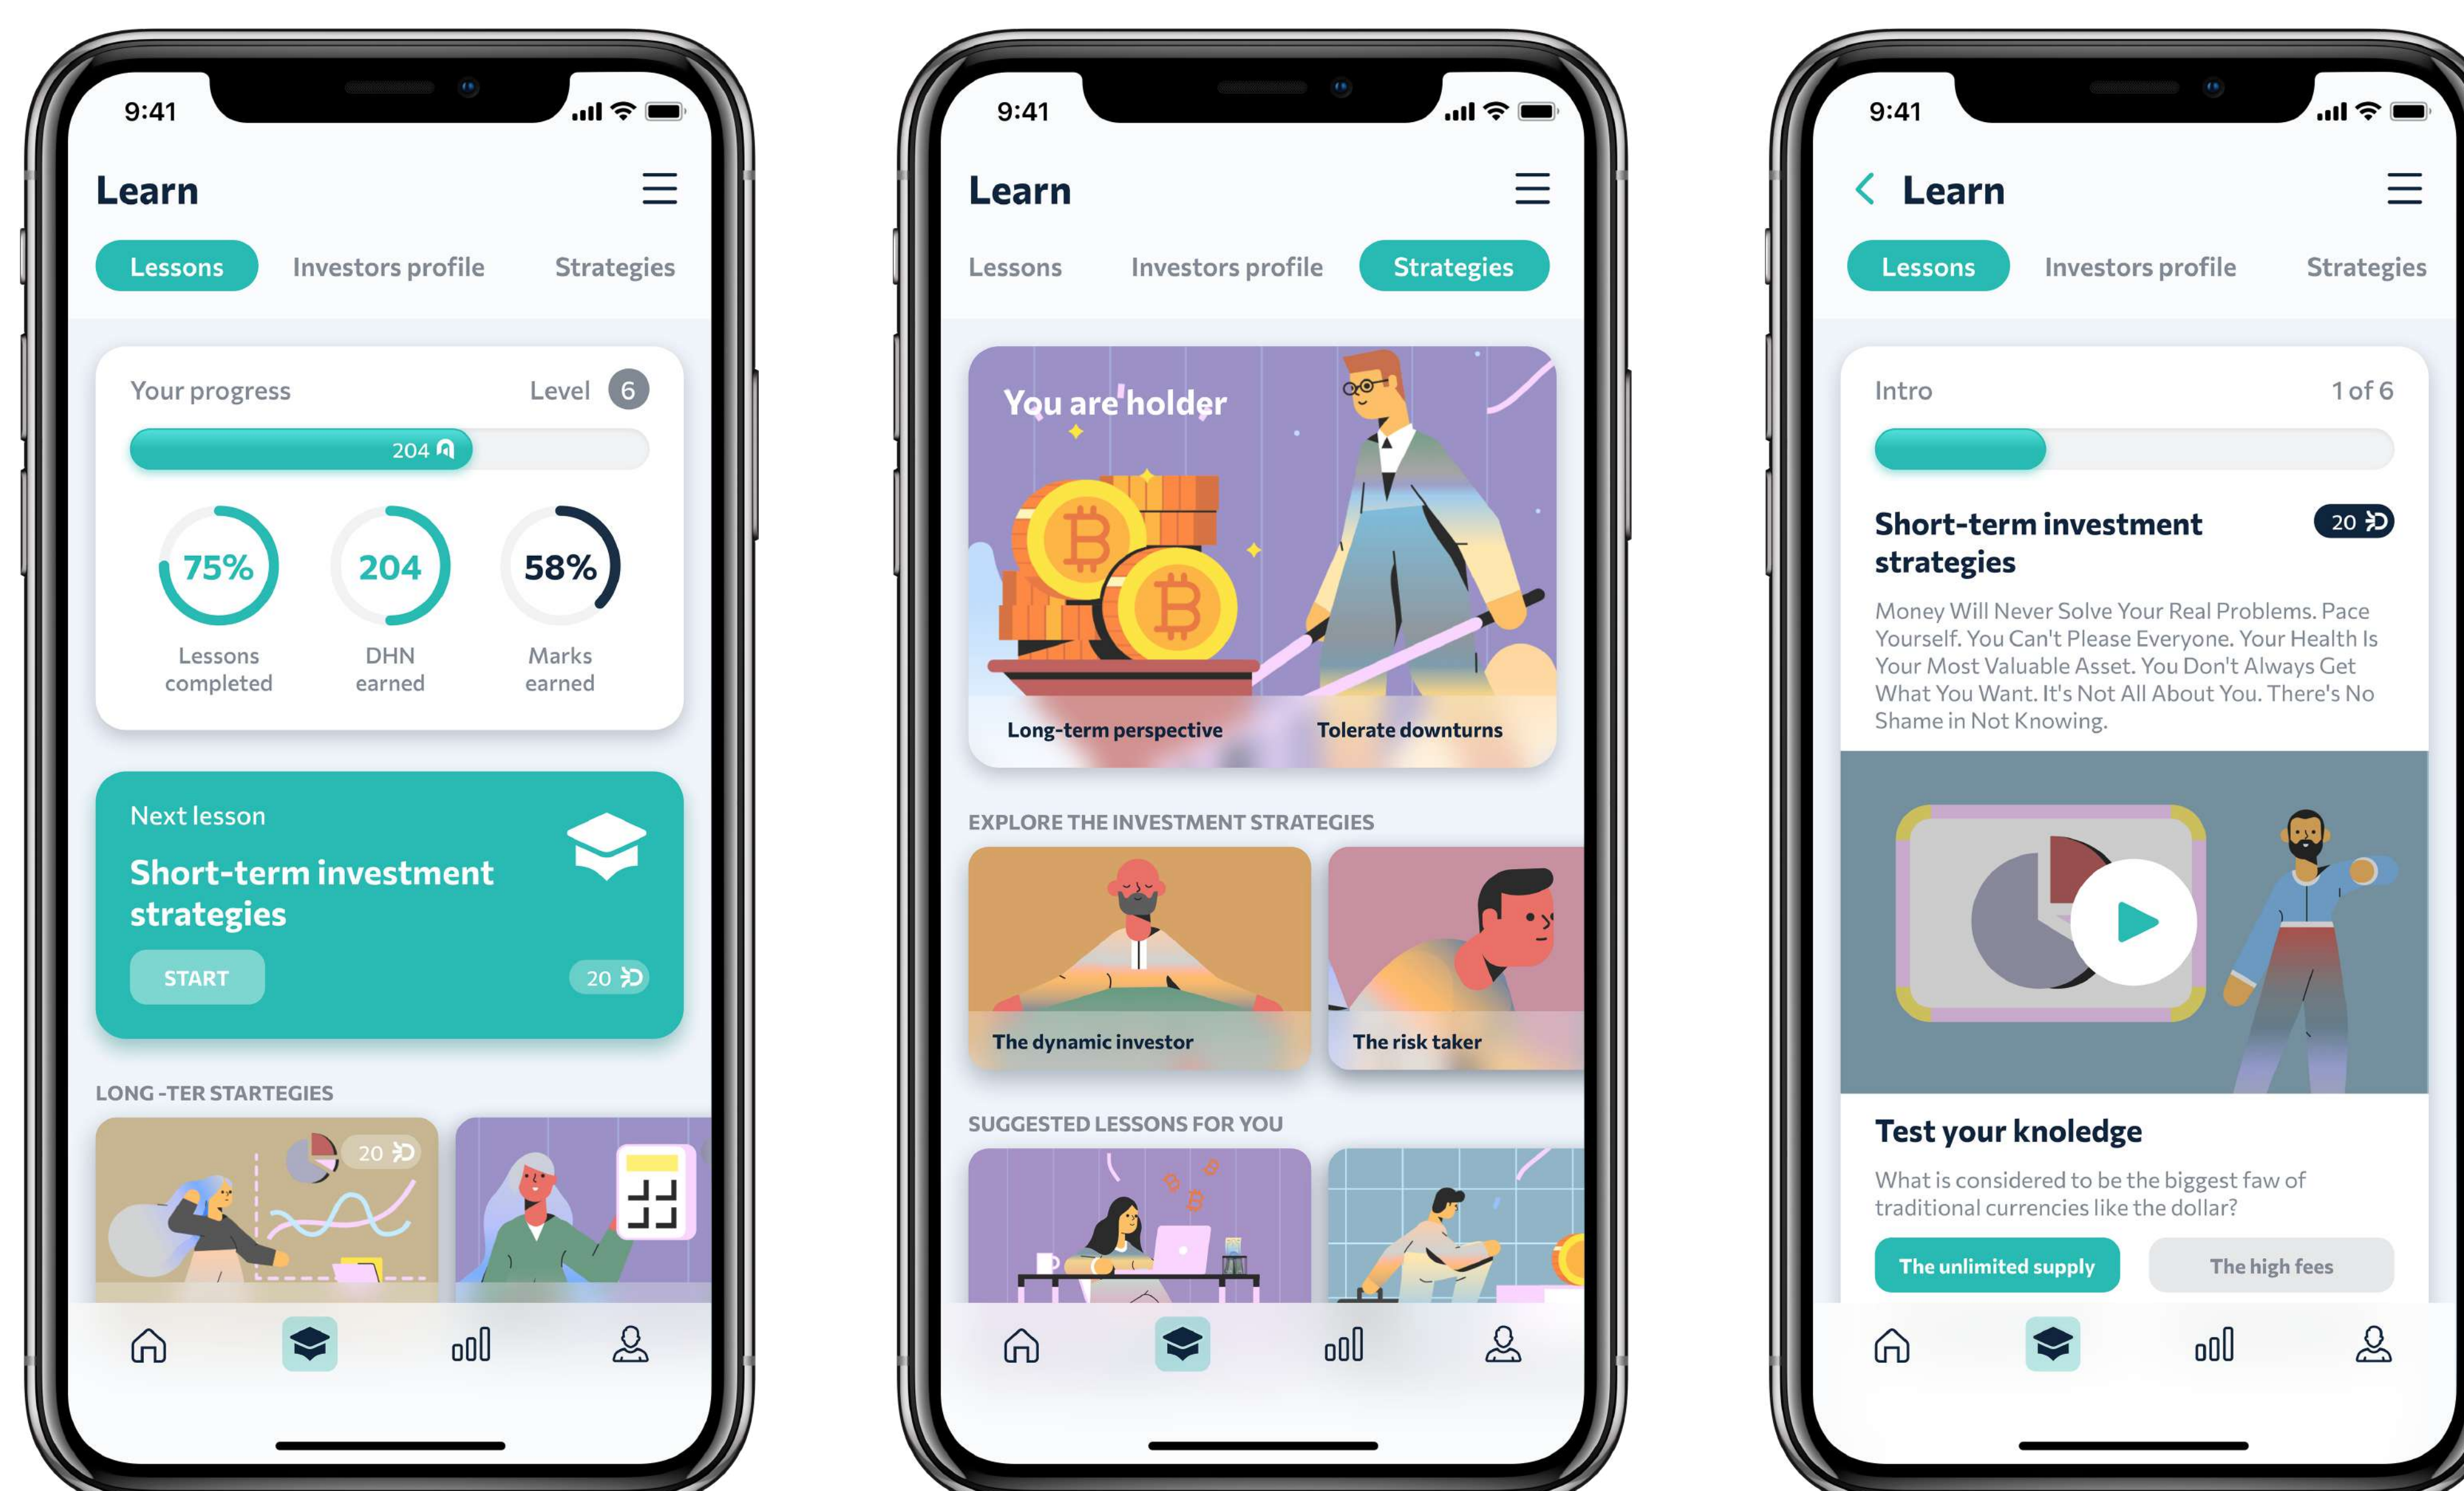 9:41
Learn
Lessons Investors profile Strategies
Your progress Level 6
204
75% 204 58%
Lessons DHN Marks
completed earned earned
Next lesson
Short-term investment
strategies
START 20
LONG -TER STARTEGIES
20
9:41
Learn
Lessons Investors profile Strategies
You are holder
Long-term perspective Tolerate downturns
EXPLORE THE INVESTMENT STRATEGIES
The dynamic investor The risk taker
SUGGESTED LESSONS FOR YOU
9:41
Learn
Lessons Investors profile Strategies
Intro 1 of 6
Short-term investment 20
strategies
Money Will Never Solve Your Real Problems. Pace
Yourself. You Can't Please Everyone. Your Health Is
Your Most Valuable Asset. You Don't Always Get
What You Want. It's Not All About You. There's No
Shame in Not Knowing.
Test your knoledge
What is considered to be the biggest faw of
traditional currencies like the dollar?
The unlimited supply The high fees